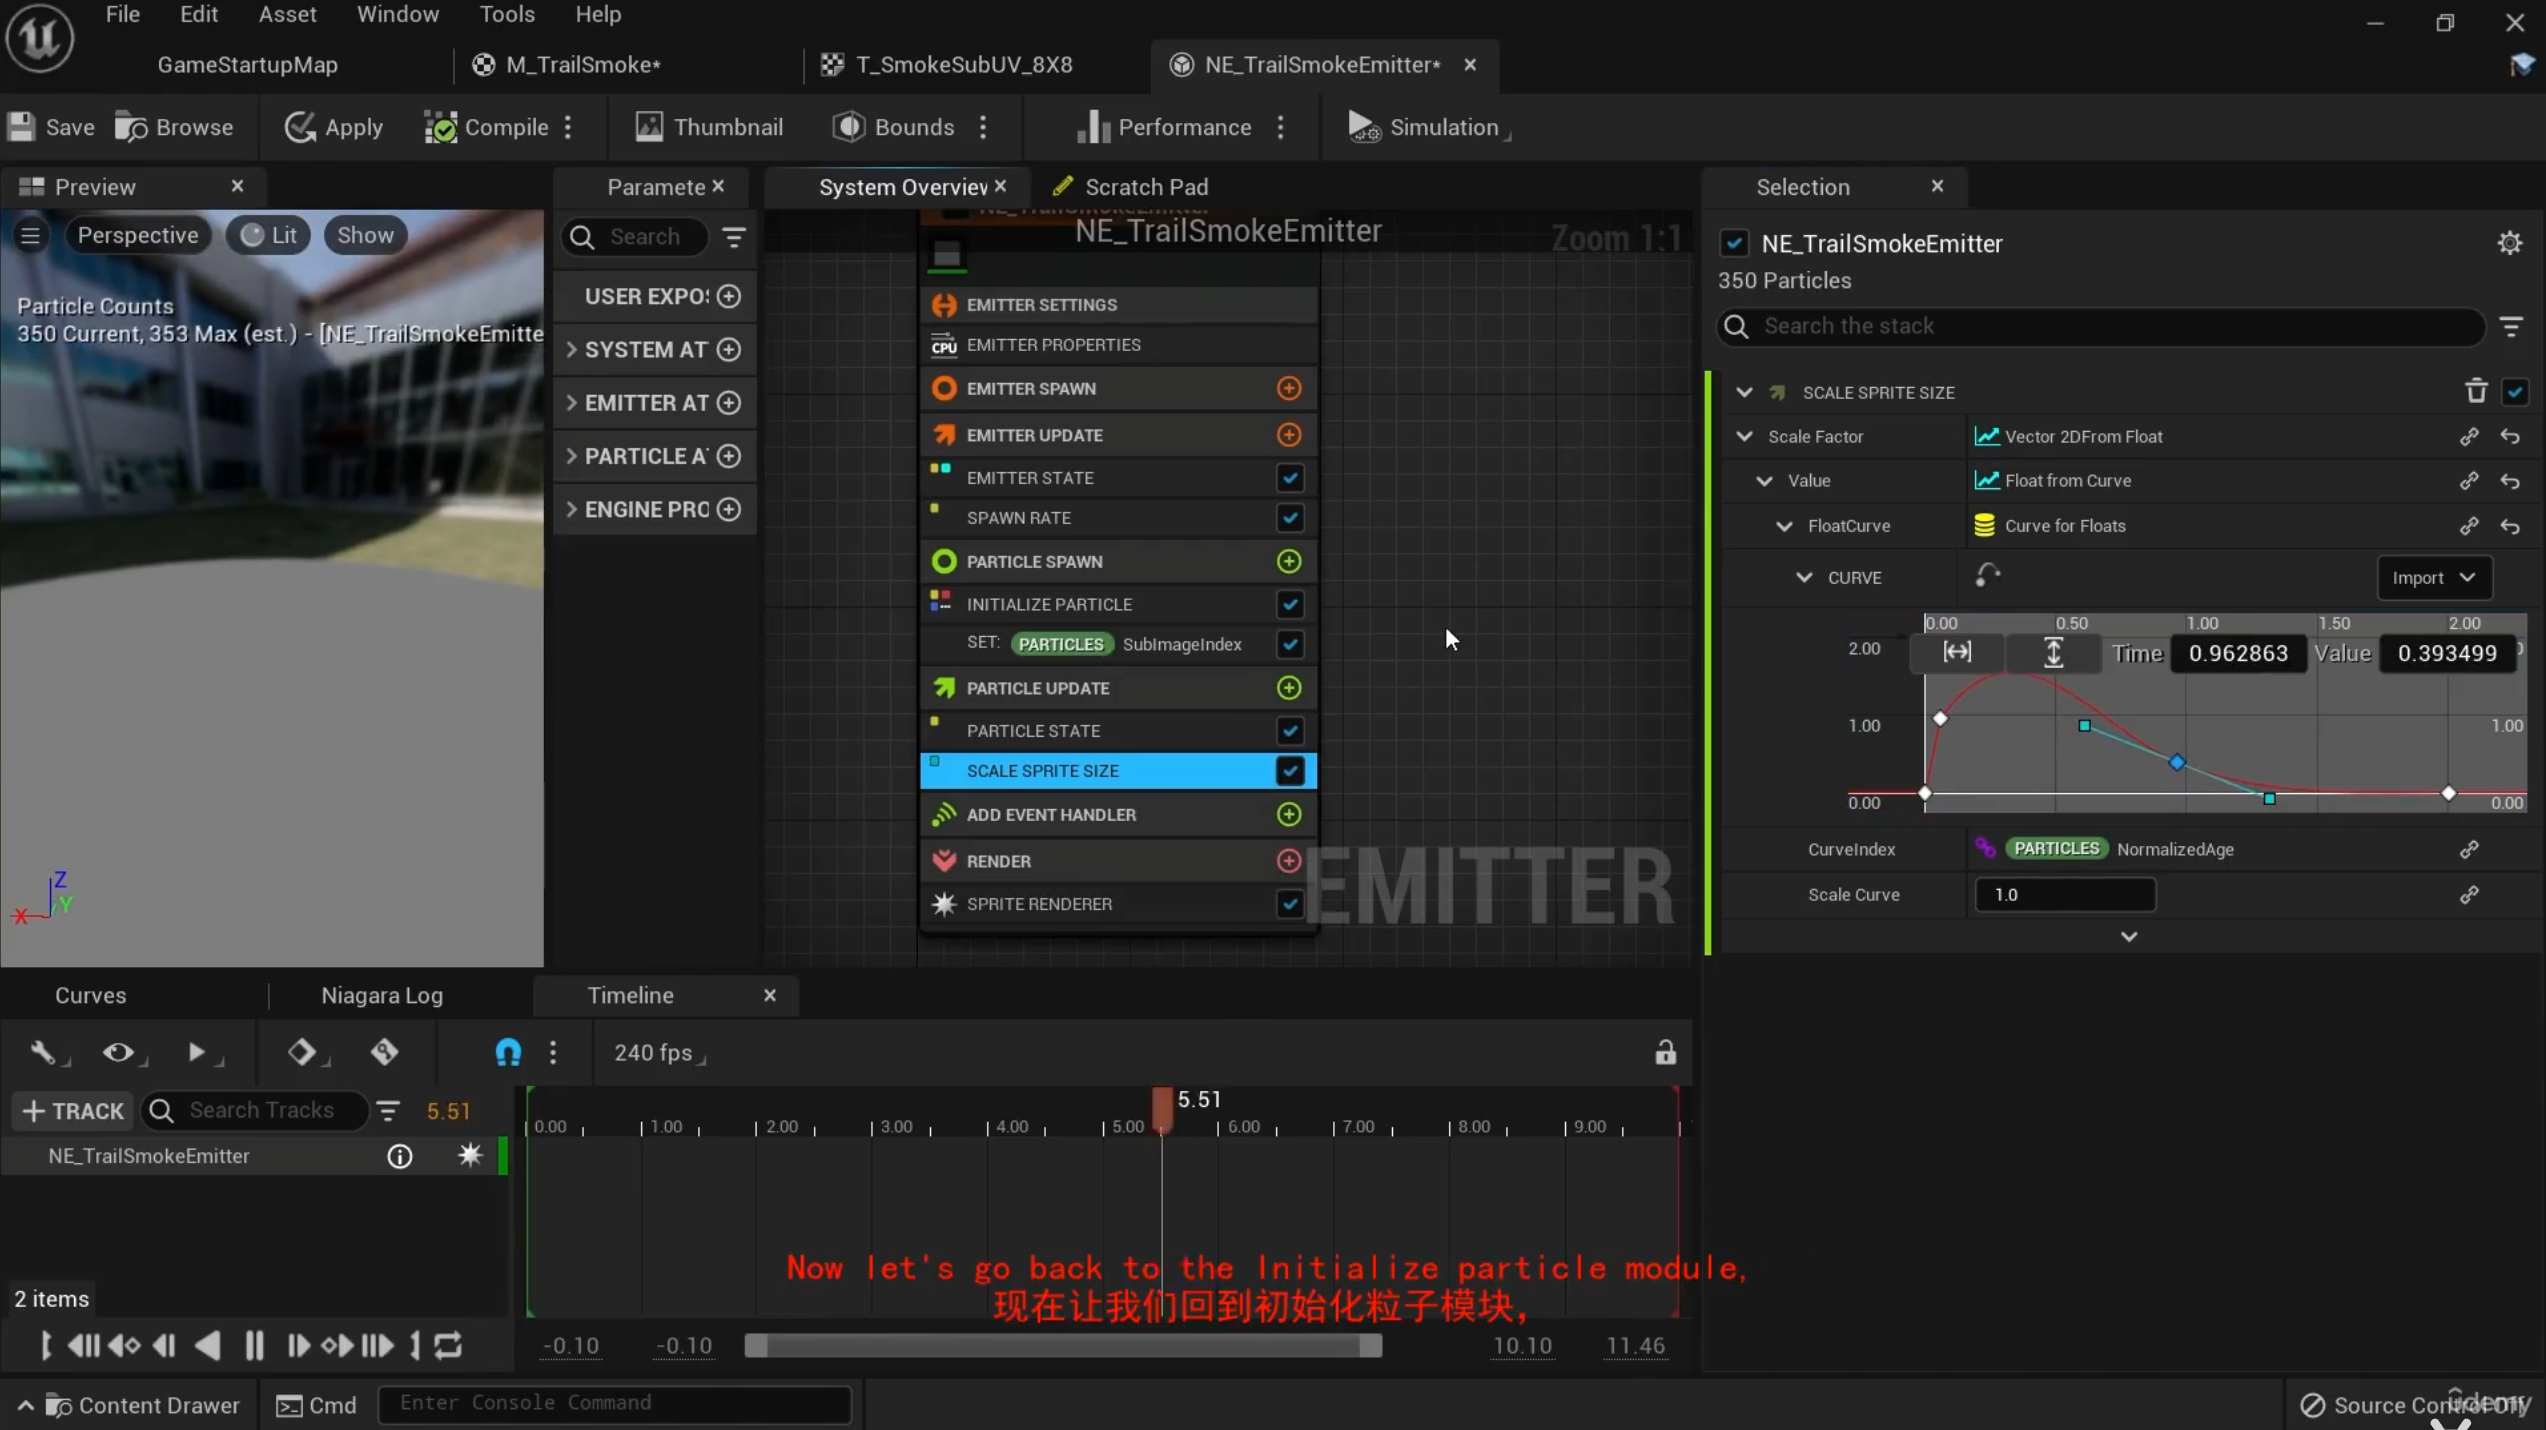 File Edit Asset Window Tools Help
GameStartupMap M_TrailSmoke* T_SmokeSubUV_8X8 NE_TrailSmokeEmitter*
Save Browse Apply Compile Thumbnail Bounds Performance Simulation
Preview
Perspective Lit Show
Particle Counts
350 Current, 353 Max (est.) - [NE_TrailSmokeEmitte
Z
Y
X
Paramete
Search
USER EXPO
SYSTEM AT
EMITTER AT
PARTICLE A
ENGINE PRO
System Overview Scratch Pad
NE_TrailSmokeEmitter
NE_TrailSmokeEmitter
Zoom 1:1
EMITTER SETTINGS
CPU EMITTER PROPERTIES
EMITTER SPAWN
EMITTER UPDATE
EMITTER STATE
SPAWN RATE
PARTICLE SPAWN
INITIALIZE PARTICLE
SET: PARTICLES SubImageIndex
PARTICLE UPDATE
PARTICLE STATE
SCALE SPRITE SIZE
ADD EVENT HANDLER
RENDER
SPRITE RENDERER
EMITTER
Selection
NE_TrailSmokeEmitter
350 Particles
Search the stack
SCALE SPRITE SIZE
Scale Factor Vector 2DFrom Float
Value Float from Curve
FloatCurve Curve for Floats
CURVE Import
0.00 0.50 1.00 1.50 2.00
2.00 Time 0.962863 Value 0.393499
1.00 1.00
0.00 0.00
CurveIndex PARTICLES NormalizedAge
Scale Curve 1.0
Curves Niagara Log Timeline
240 fps
TRACK Search Tracks 5.51
5.51
0.00 1.00 2.00 3.00 4.00 5.00 6.00 7.00 8.00 9.00
NE_TrailSmokeEmitter
2 items
Now let's go back to the Initialize particle module,
现在让我们回到初始化粒子模块，
-0.10 -0.10 10.10 11.46
Content Drawer Cmd Enter Console Command Source Control Off
udemy